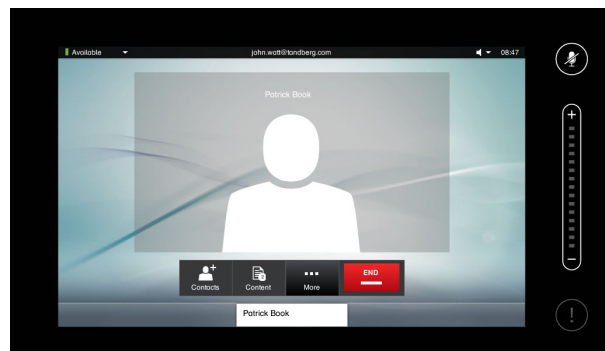 Available
john.watt@tandberg.com
08:47
Patrick Book
Contacts
Content
More
END
Patrick Book